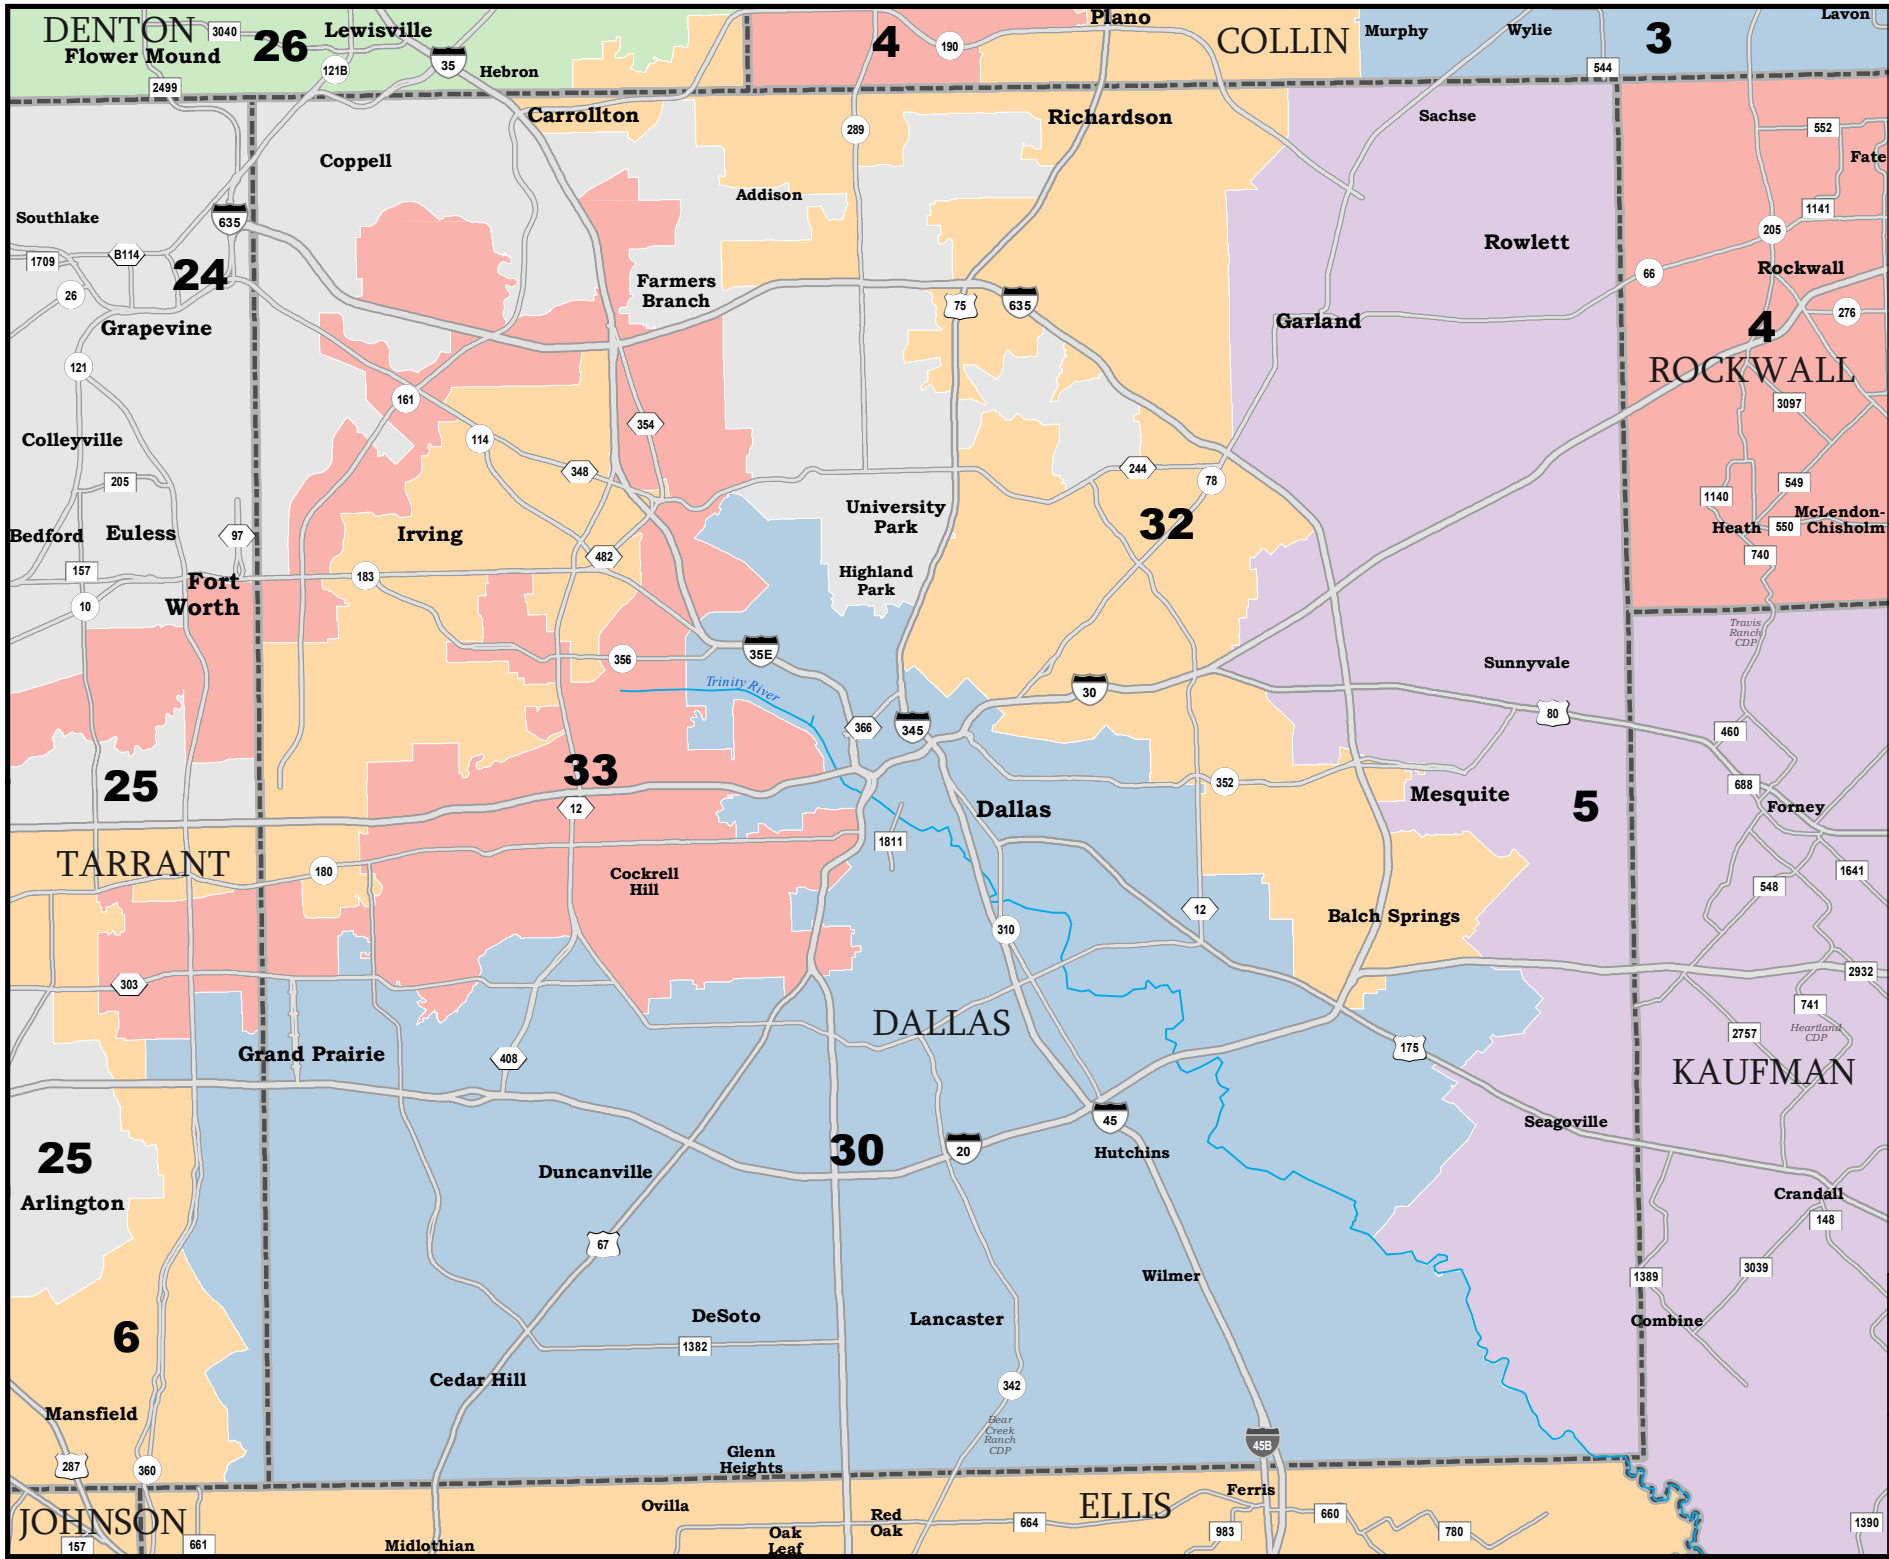 DENTON
3040
26
Lewisville
Flower Mound
121B
35
Hebron
2499
4
190
Plano
COLLIN
Murphy
Wylie
3
Lavon
544
Carrollton
289
Richardson
Sachse
552
Coppell
Fate
Addison
Southlake
635
1141
205
B114
1709
24
26
Grapevine
Farmers
Branch
75
635
Rowlett
66
Rockwall
276
Garland
4
ROCKWALL
121
161
3097
Colleyville
114
354
348
244
78
205
1140
549
University
Park
32
McLendon-
Chisholm
Heath
550
Bedford
Euless
97
Irving
482
740
157
183
Highland
Park
Fort
Worth
10
Travis
Ranch
CDP
356
35E
Sunnyvale
Trinity River
30
366
345
80
460
33
25
352
688
12
Dallas
Mesquite
5
Forney
1811
TARRANT
180
Cockrell
Hill
1641
548
12
Balch Springs
310
303
2932
DALLAS
741
Heartland
CDP
2757
Grand Prairie
408
175
KAUFMAN
45
Seagoville
25
30
20
Hutchins
Duncanville
Arlington
Crandall
148
67
Wilmer
3039
1389
6
DeSoto
Lancaster
Combine
1382
Cedar Hill
342
Mansfield
Bear
Creek
Ranch
CDP
45B
287
360
Glenn
Heights
JOHNSON
157
661
Ovilla
Midlothian
Oak
Leaf
Red
Oak
664
ELLIS
Ferris
983
660
780
1390